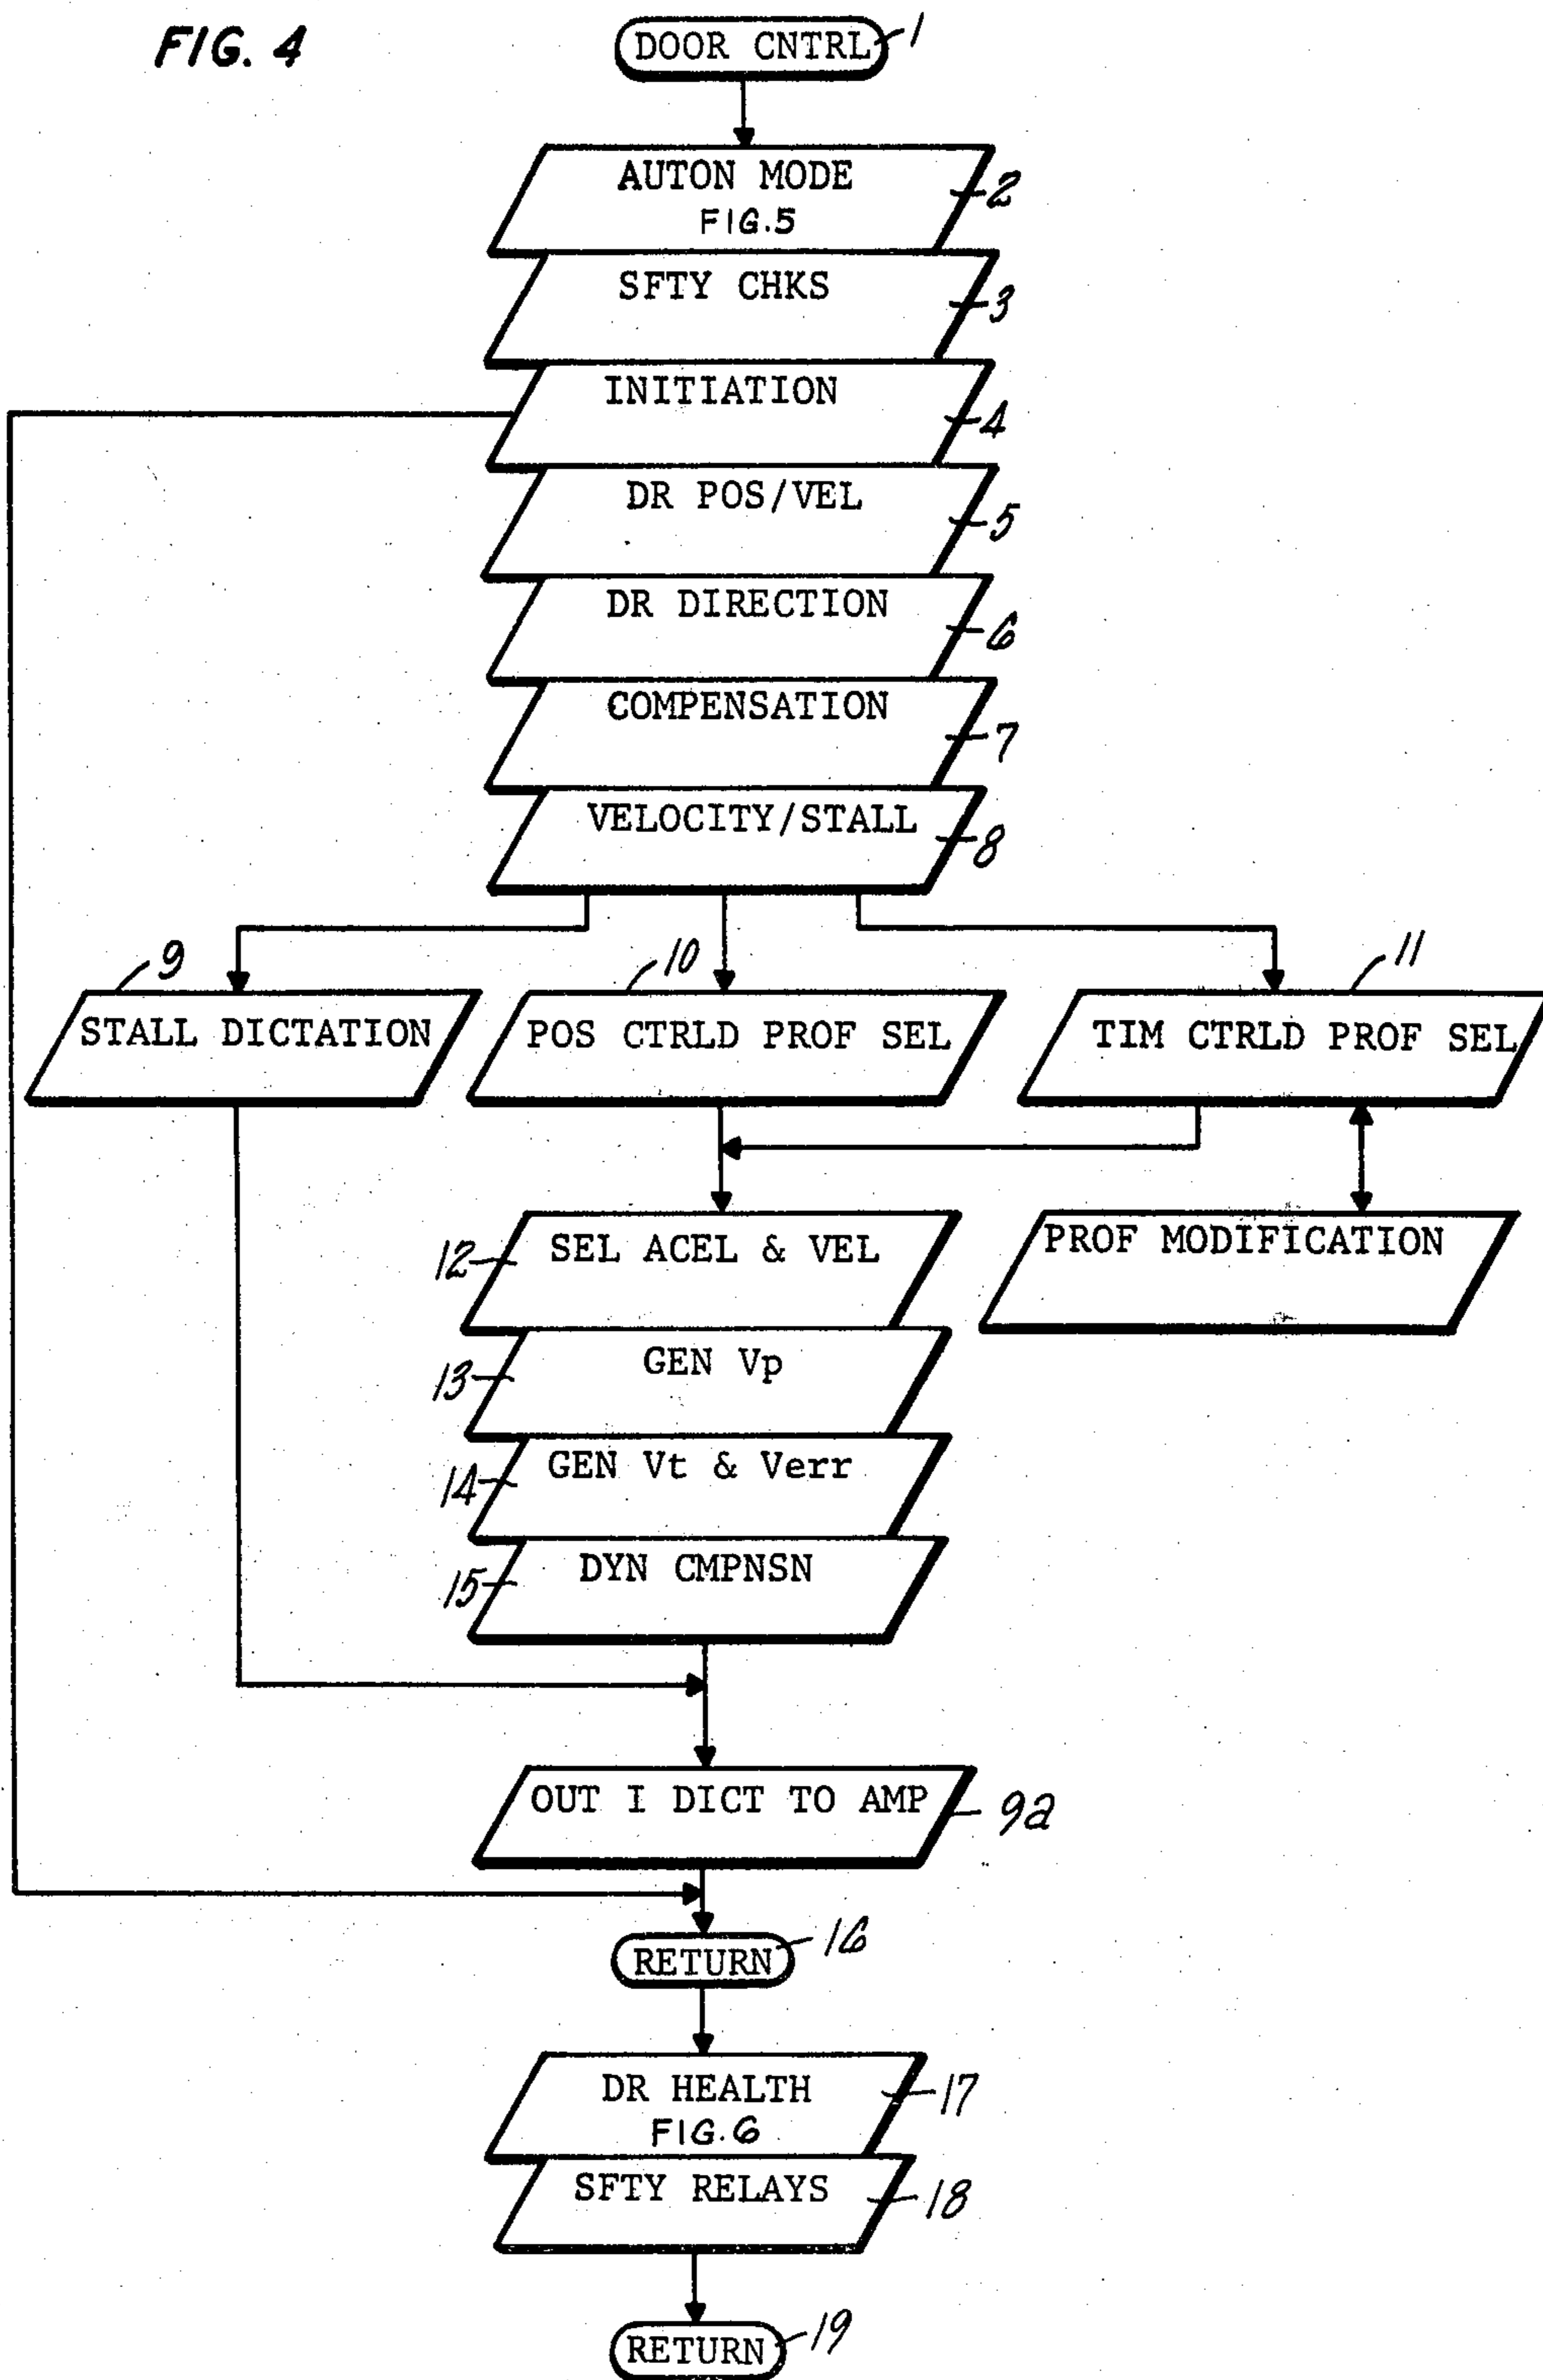 FIG. 4
DOOR CNTRL 1
AUTON MODE 2
FIG.5
SFTY CHKS 3
INITIATION 4
DR POS/VEL 5
DR DIRECTION 6
COMPENSATION 7
VELOCITY/STALL 8
9 10 11
STALL DICTATION POS CTRLD PROF SEL TIM CTRLD PROF SEL
12 SEL ACEL & VEL PROF MODIFICATION
13 GEN Vp
14 GEN Vt & Verr
15 DYN CMPNSN
OUT I DICT TO AMP 9a
RETURN 16
DR HEALTH 17
FIG.6
SFTY RELAYS 18
RETURN 19